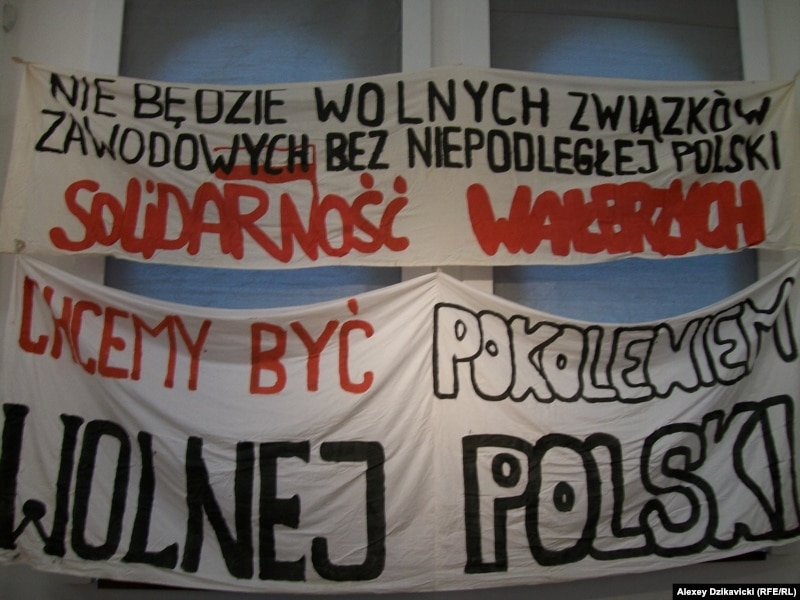 NIE BĘDZIE WOLNYCH ZWIĄZKÓW
ZAWODOWYCH BEZ NIEPODLEGŁEJ POLSKI
SOLiDARNOŚĆ WAŁBRZYCH
CHCEMY BYĆ POKOLENIEM
WOLNEJ POLSKI
Alexey Dzikavicki (RFE/RL)